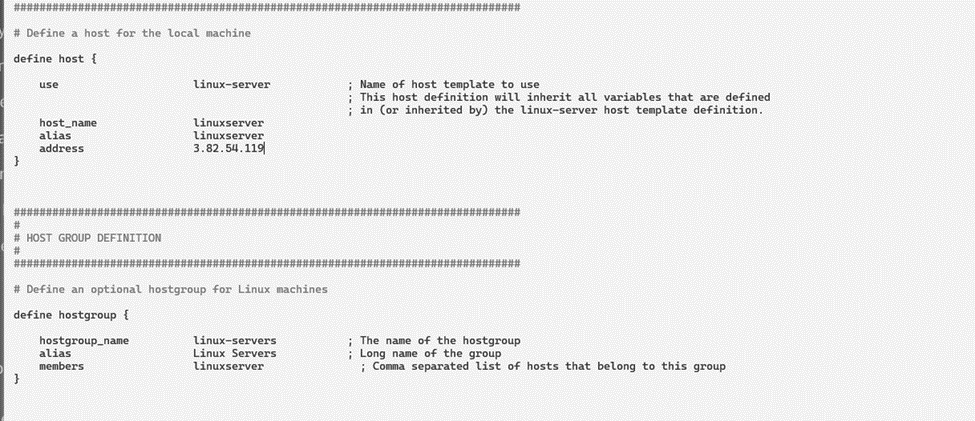 ###############################################################################
# Define a host for the local machine
define host {
use linux-server ; Name of host template to use
; This host definition will inherit all variables that are defined
; in (or inherited by) the linux-server host template definition.
host_name linuxserver
alias linuxserver
address 3.82.54.119
}
###############################################################################
#
# HOST GROUP DEFINITION
#
###############################################################################
# Define an optional hostgroup for Linux machines
define hostgroup {
hostgroup_name linux-servers ; The name of the hostgroup
alias Linux Servers ; Long name of the group
members linuxserver ; Comma separated list of hosts that belong to this group
}